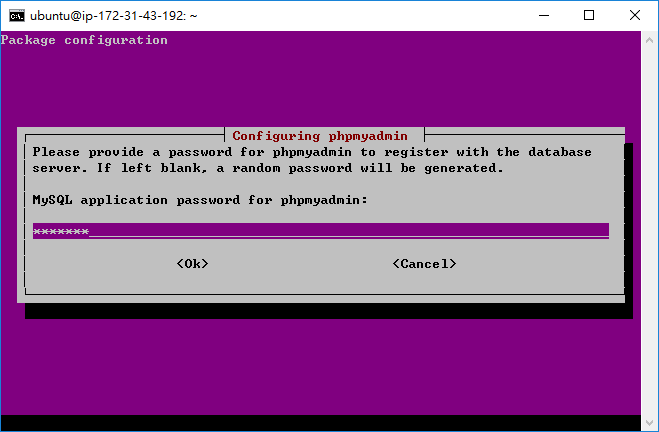 ubuntu@ip-172-31-43-192: ~
Package configuration
Configuring phpmyadmin
Please provide a password for phpmyadmin to register with the database
server. If left blank, a random password will be generated.
MySQL application password for phpmyadmin:
*******
<Ok> <Cancel>